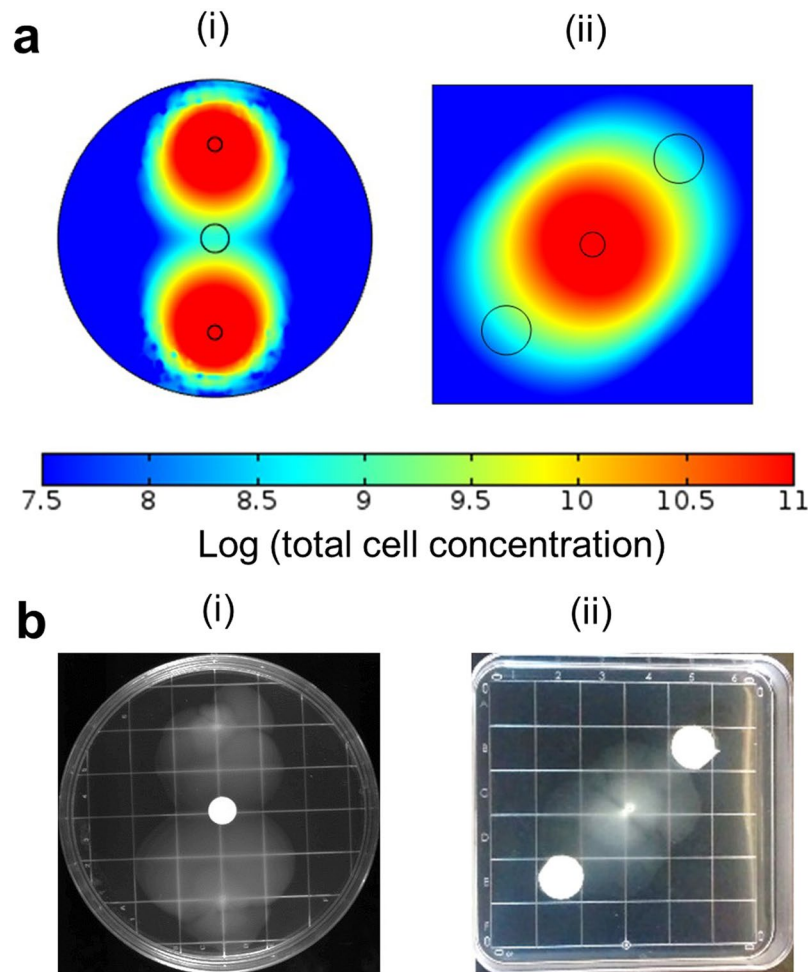 a
(i) (ii)
7.5 8 8.5 9 9.5 10 10.5 11
Log (total cell concentration)
b
(i) (ii)
1 2 3 4 5 6
A
B
C
D
E
F